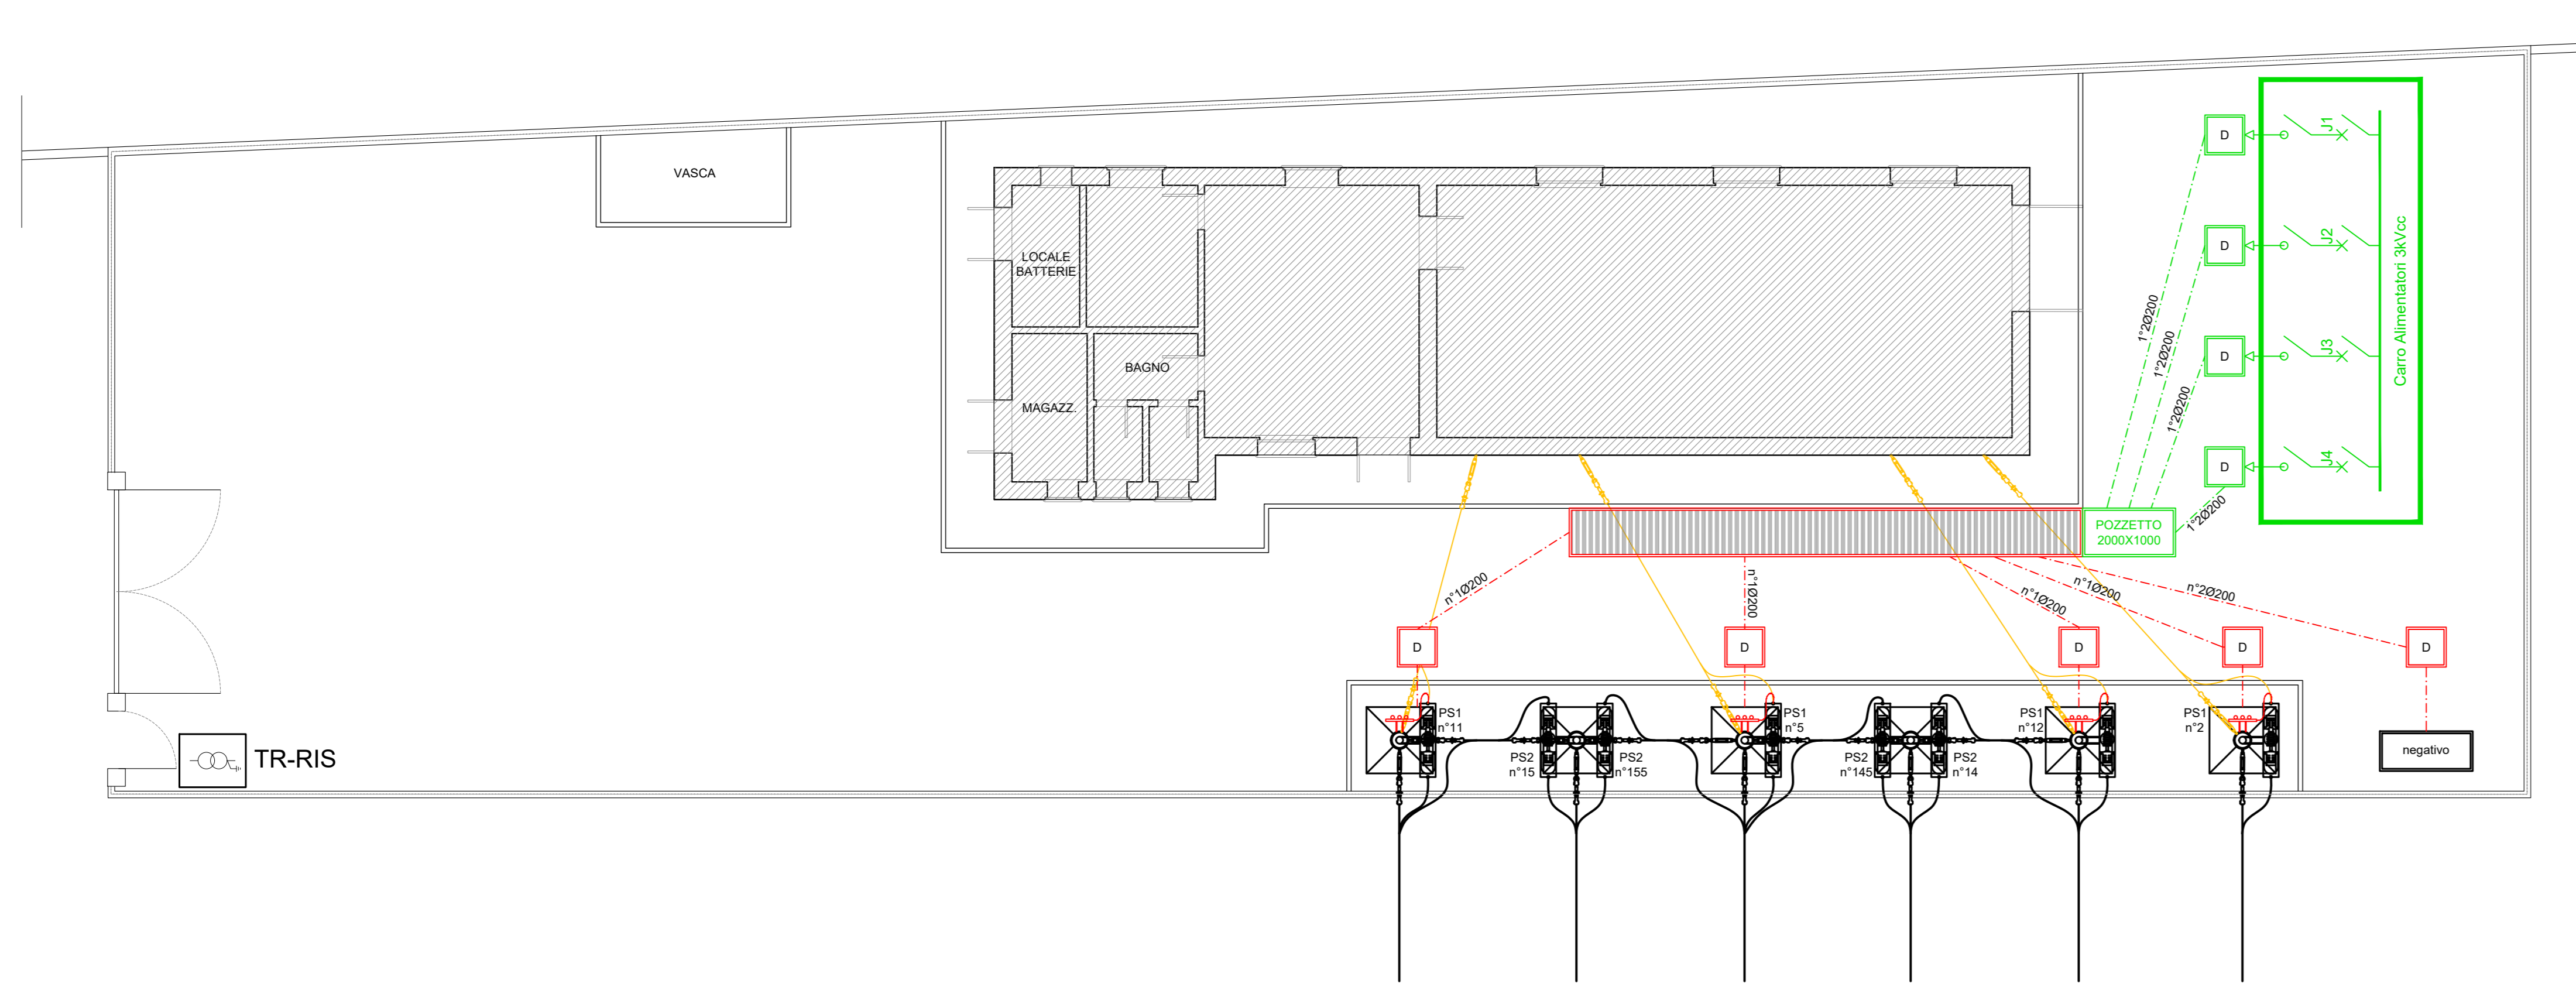 VASCA
LOCALE
BATTERIE
BAGNO
MAGAZZ.
D
J1
D
J2
D
J3
D
J4
Carro Alimentatori 3kVcc
1°2Ø200
1°2Ø200
1°2Ø200
1°2Ø200
POZZETTO
2000X1000
n°1Ø200
n°1Ø200
n°1Ø200
n°1Ø200
n°2Ø200
D
D
D
D
D
PS1
n°11
PS2
n°15
PS2
n°155
PS1
n°5
PS2
n°145
PS2
n°14
PS1
n°12
PS1
n°2
negativo
TR-RIS